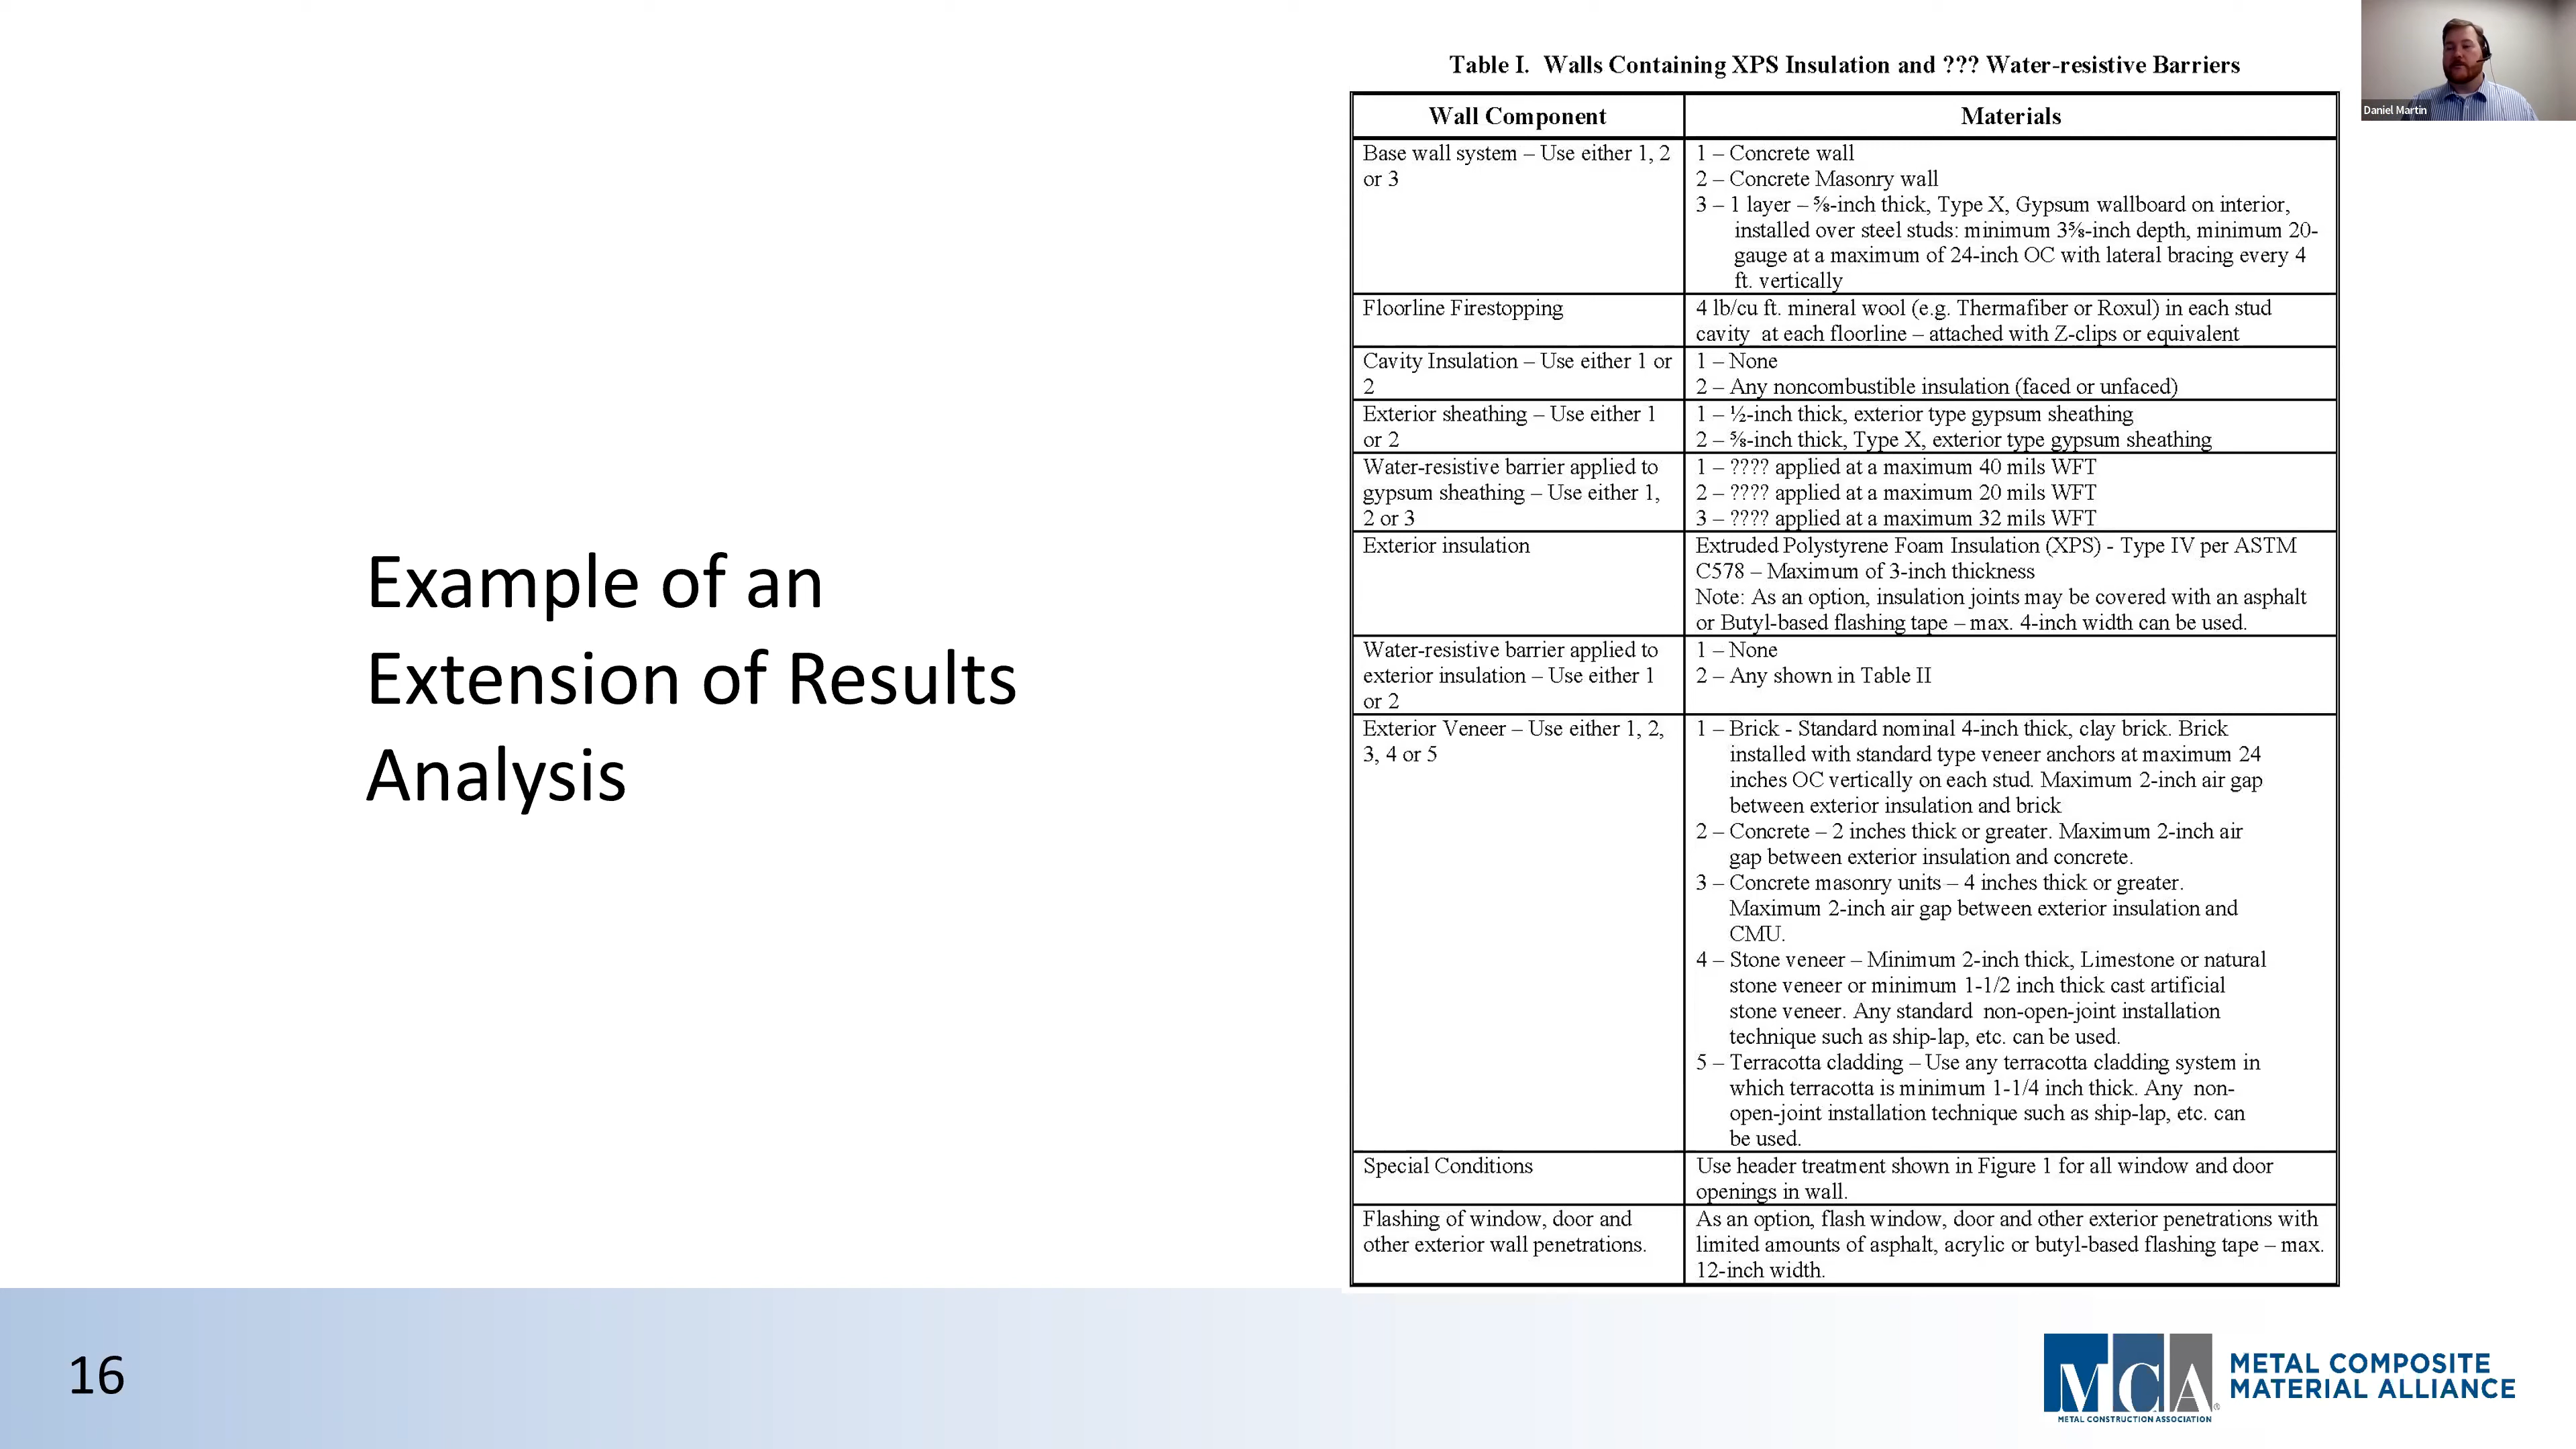 Example of an
Extension of Results
Analysis
Table I. Walls Containing XPS Insulation and ??? Water-resistive Barriers
Wall Component
Materials
Base wall system – Use either 1, 2
or 3
1 – Concrete wall
2 – Concrete Masonry wall
3 – 1 layer – ⅝-inch thick, Type X, Gypsum wallboard on interior,
installed over steel studs: minimum 3⅝-inch depth, minimum 20-
gauge at a maximum of 24-inch OC with lateral bracing every 4
ft. vertically
Floorline Firestopping
4 lb/cu ft. mineral wool (e.g. Thermafiber or Roxul) in each stud
cavity at each floorline – attached with Z-clips or equivalent
Cavity Insulation – Use either 1 or
2
1 – None
2 – Any noncombustible insulation (faced or unfaced)
Exterior sheathing – Use either 1
or 2
1 – ½-inch thick, exterior type gypsum sheathing
2 – ⅝-inch thick, Type X, exterior type gypsum sheathing
Water-resistive barrier applied to
gypsum sheathing – Use either 1,
2 or 3
1 – ???? applied at a maximum 40 mils WFT
2 – ???? applied at a maximum 20 mils WFT
3 – ???? applied at a maximum 32 mils WFT
Exterior insulation
Extruded Polystyrene Foam Insulation (XPS) - Type IV per ASTM
C578 – Maximum of 3-inch thickness
Note: As an option, insulation joints may be covered with an asphalt
or Butyl-based flashing tape – max. 4-inch width can be used.
Water-resistive barrier applied to
exterior insulation – Use either 1
or 2
1 – None
2 – Any shown in Table II
Exterior Veneer – Use either 1, 2,
3, 4 or 5
1 – Brick - Standard nominal 4-inch thick, clay brick. Brick
installed with standard type veneer anchors at maximum 24
inches OC vertically on each stud. Maximum 2-inch air gap
between exterior insulation and brick
2 – Concrete – 2 inches thick or greater. Maximum 2-inch air
gap between exterior insulation and concrete.
3 – Concrete masonry units – 4 inches thick or greater.
Maximum 2-inch air gap between exterior insulation and
CMU.
4 – Stone veneer – Minimum 2-inch thick, Limestone or natural
stone veneer or minimum 1-1/2 inch thick cast artificial
stone veneer. Any standard non-open-joint installation
technique such as ship-lap, etc. can be used.
5 – Terracotta cladding – Use any terracotta cladding system in
which terracotta is minimum 1-1/4 inch thick. Any non-
open-joint installation technique such as ship-lap, etc. can
be used.
Special Conditions
Use header treatment shown in Figure 1 for all window and door
openings in wall.
Flashing of window, door and
other exterior wall penetrations.
As an option, flash window, door and other exterior penetrations with
limited amounts of asphalt, acrylic or butyl-based flashing tape – max.
12-inch width.
Daniel Martin
16
MCA®
METAL CONSTRUCTION ASSOCIATION
METAL COMPOSITE
MATERIAL ALLIANCE